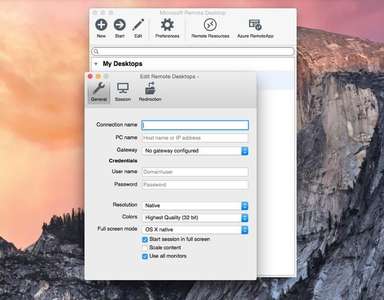 Microsoft Remote Desktop
New Start Edit Preferences Remote Resources Azure RemoteApp
My Desktops
Edit Remote Desktops -
General Session Redirection
Connection name
PC name Host name or IP address
Gateway No gateway configured
Credentials
User name Domain\user
Password Password
Resolution Native
Colors Highest Quality (32 bit)
Full screen mode OS X native
Start session in full screen
Scale content
Use all monitors